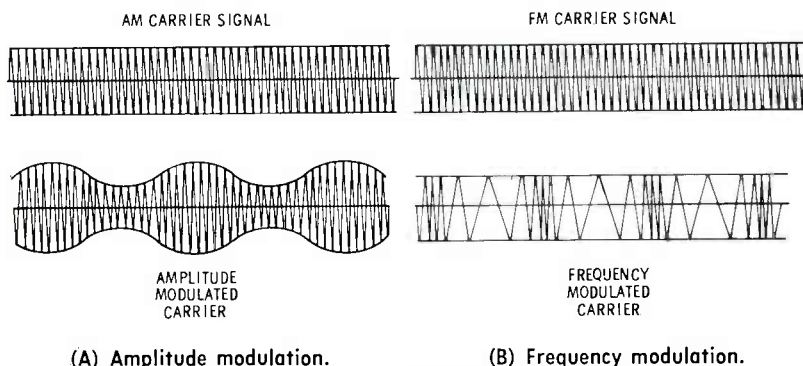 AM CARRIER SIGNAL
FM CARRIER SIGNAL
AMPLITUDE
MODULATED
CARRIER
FREQUENCY
MODULATED
CARRIER
(A) Amplitude modulation.
(B) Frequency modulation.